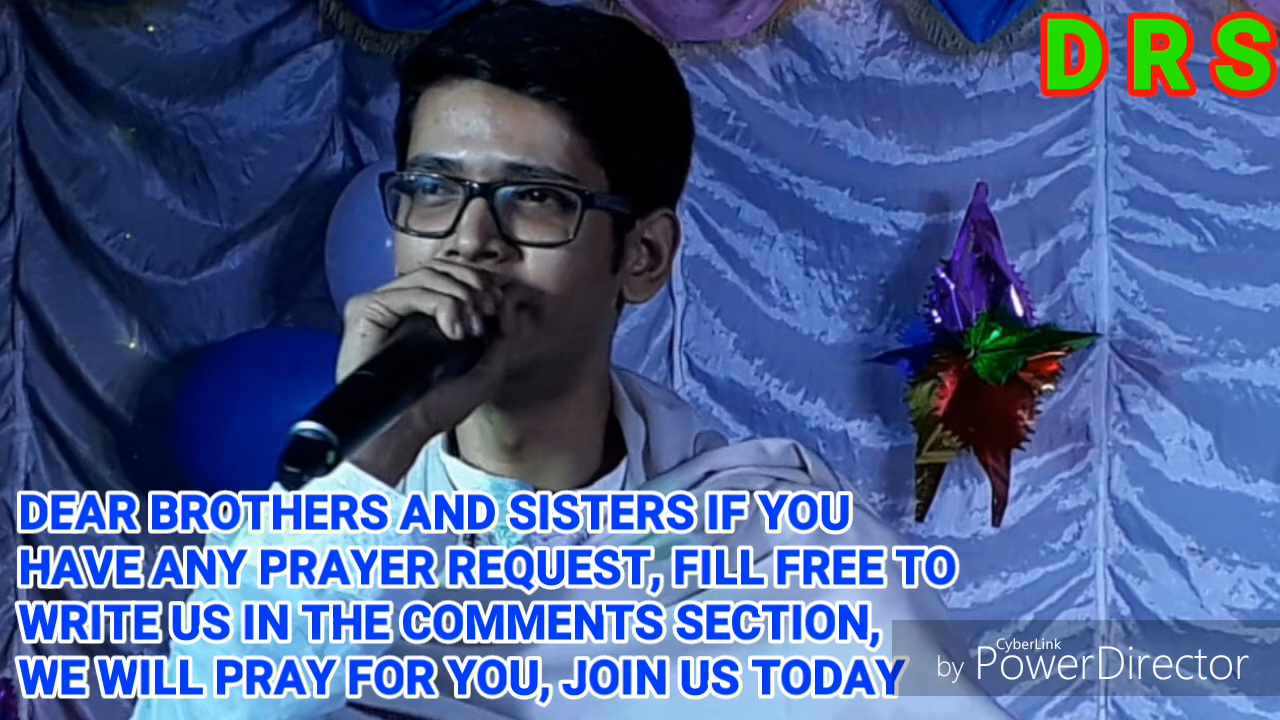 D R S
DEAR BROTHERS AND SISTERS IF YOU
HAVE ANY PRAYER REQUEST, FILL FREE TO
WRITE US IN THE COMMENTS SECTION,
WE WILL PRAY FOR YOU, JOIN US TODAY
CyberLink
by PowerDirector